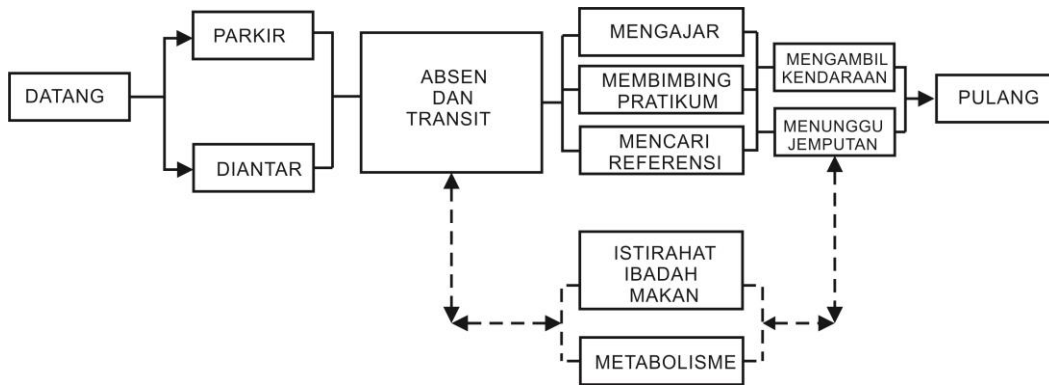 DATANG
PARKIR
DIANTAR
ABSEN
DAN
TRANSIT
MENGAJAR
MEMBIMBING
PRATIKUM
MENCARI
REFERENSI
MENGAMBIL
KENDARAAN
MENUNGGU
JEMPUTAN
PULANG
ISTIRAHAT
IBADAH
MAKAN
METABOLISME